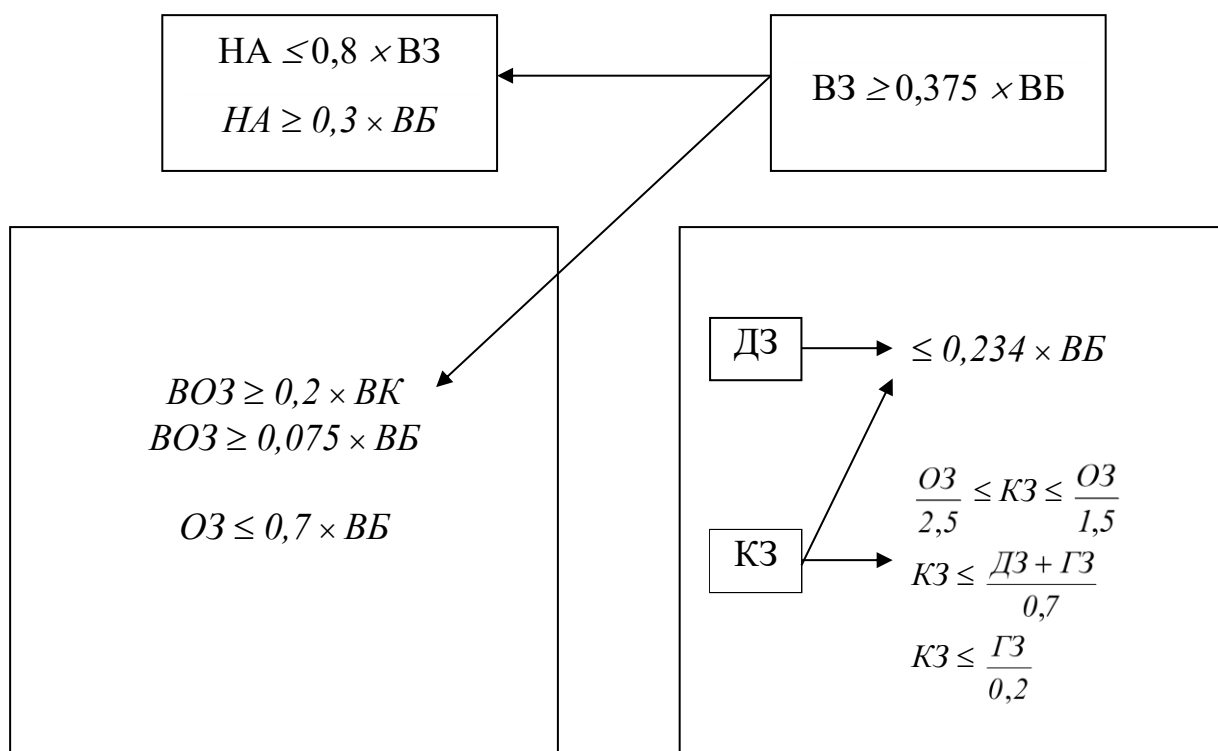 НА ≤0,8 × ВЗ
НА ≥ 0,3 × ВБ
ВЗ ≥0,375 × ВБ
ВОЗ ≥ 0,2 × ВК
ВОЗ ≥ 0,075 × ВБ
ОЗ ≤ 0,7 × ВБ
ДЗ ≤ 0,234 × ВБ
ОЗ/2,5 ≤ КЗ ≤ ОЗ/1,5
КЗ
КЗ ≤ (ДЗ + ГЗ)/0,7
КЗ ≤ ГЗ/0,2